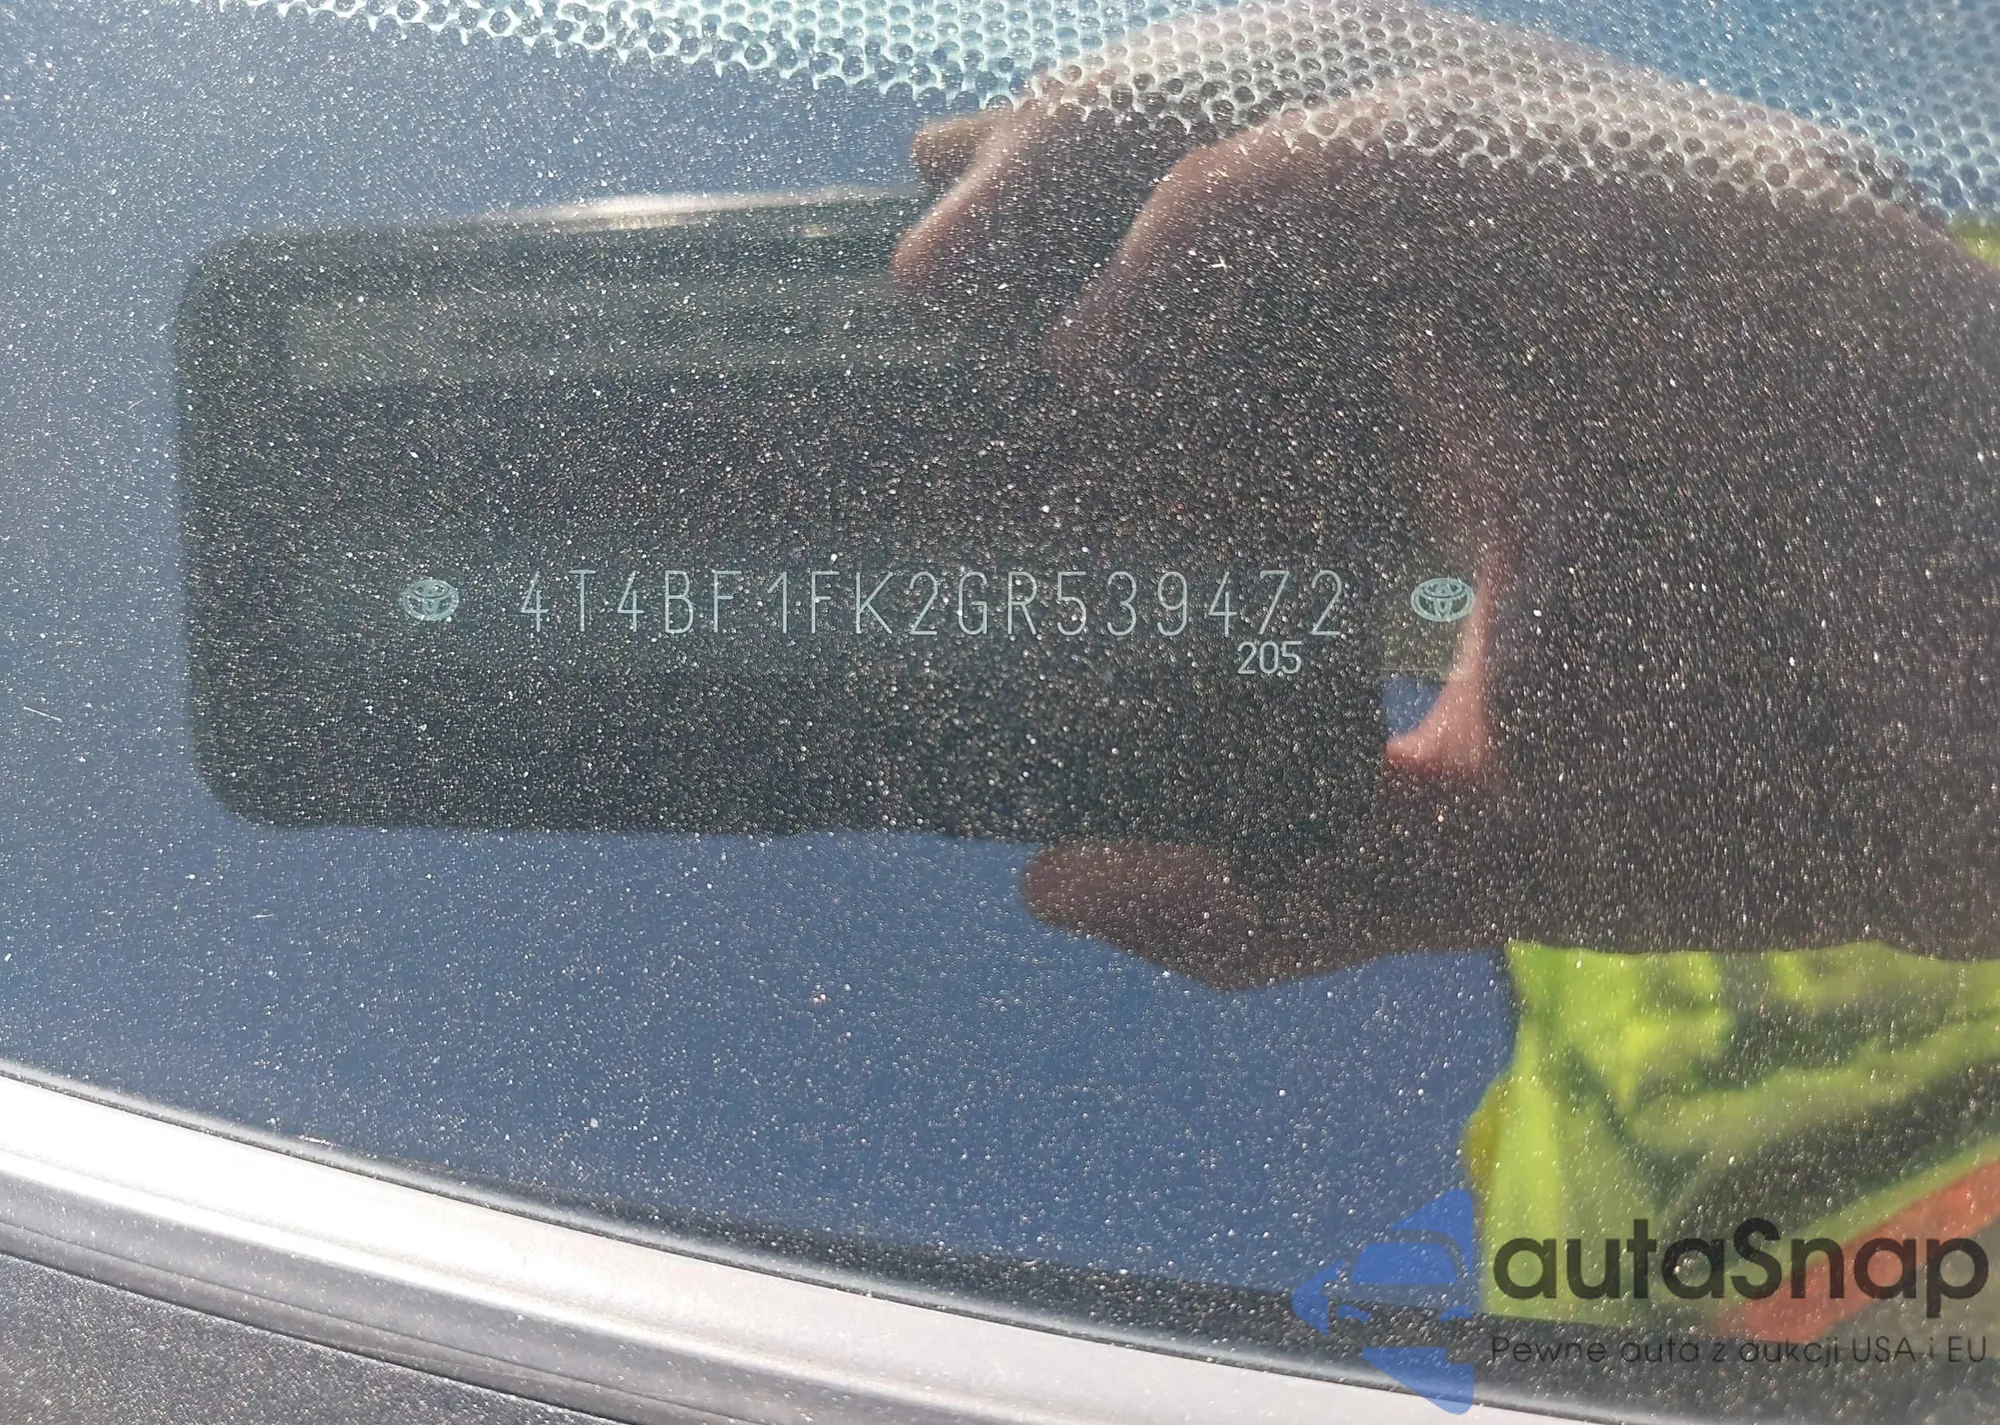 4T4BF1FK2GR539472
205
autaSnap
Pewne auta z aukcji USA i EU